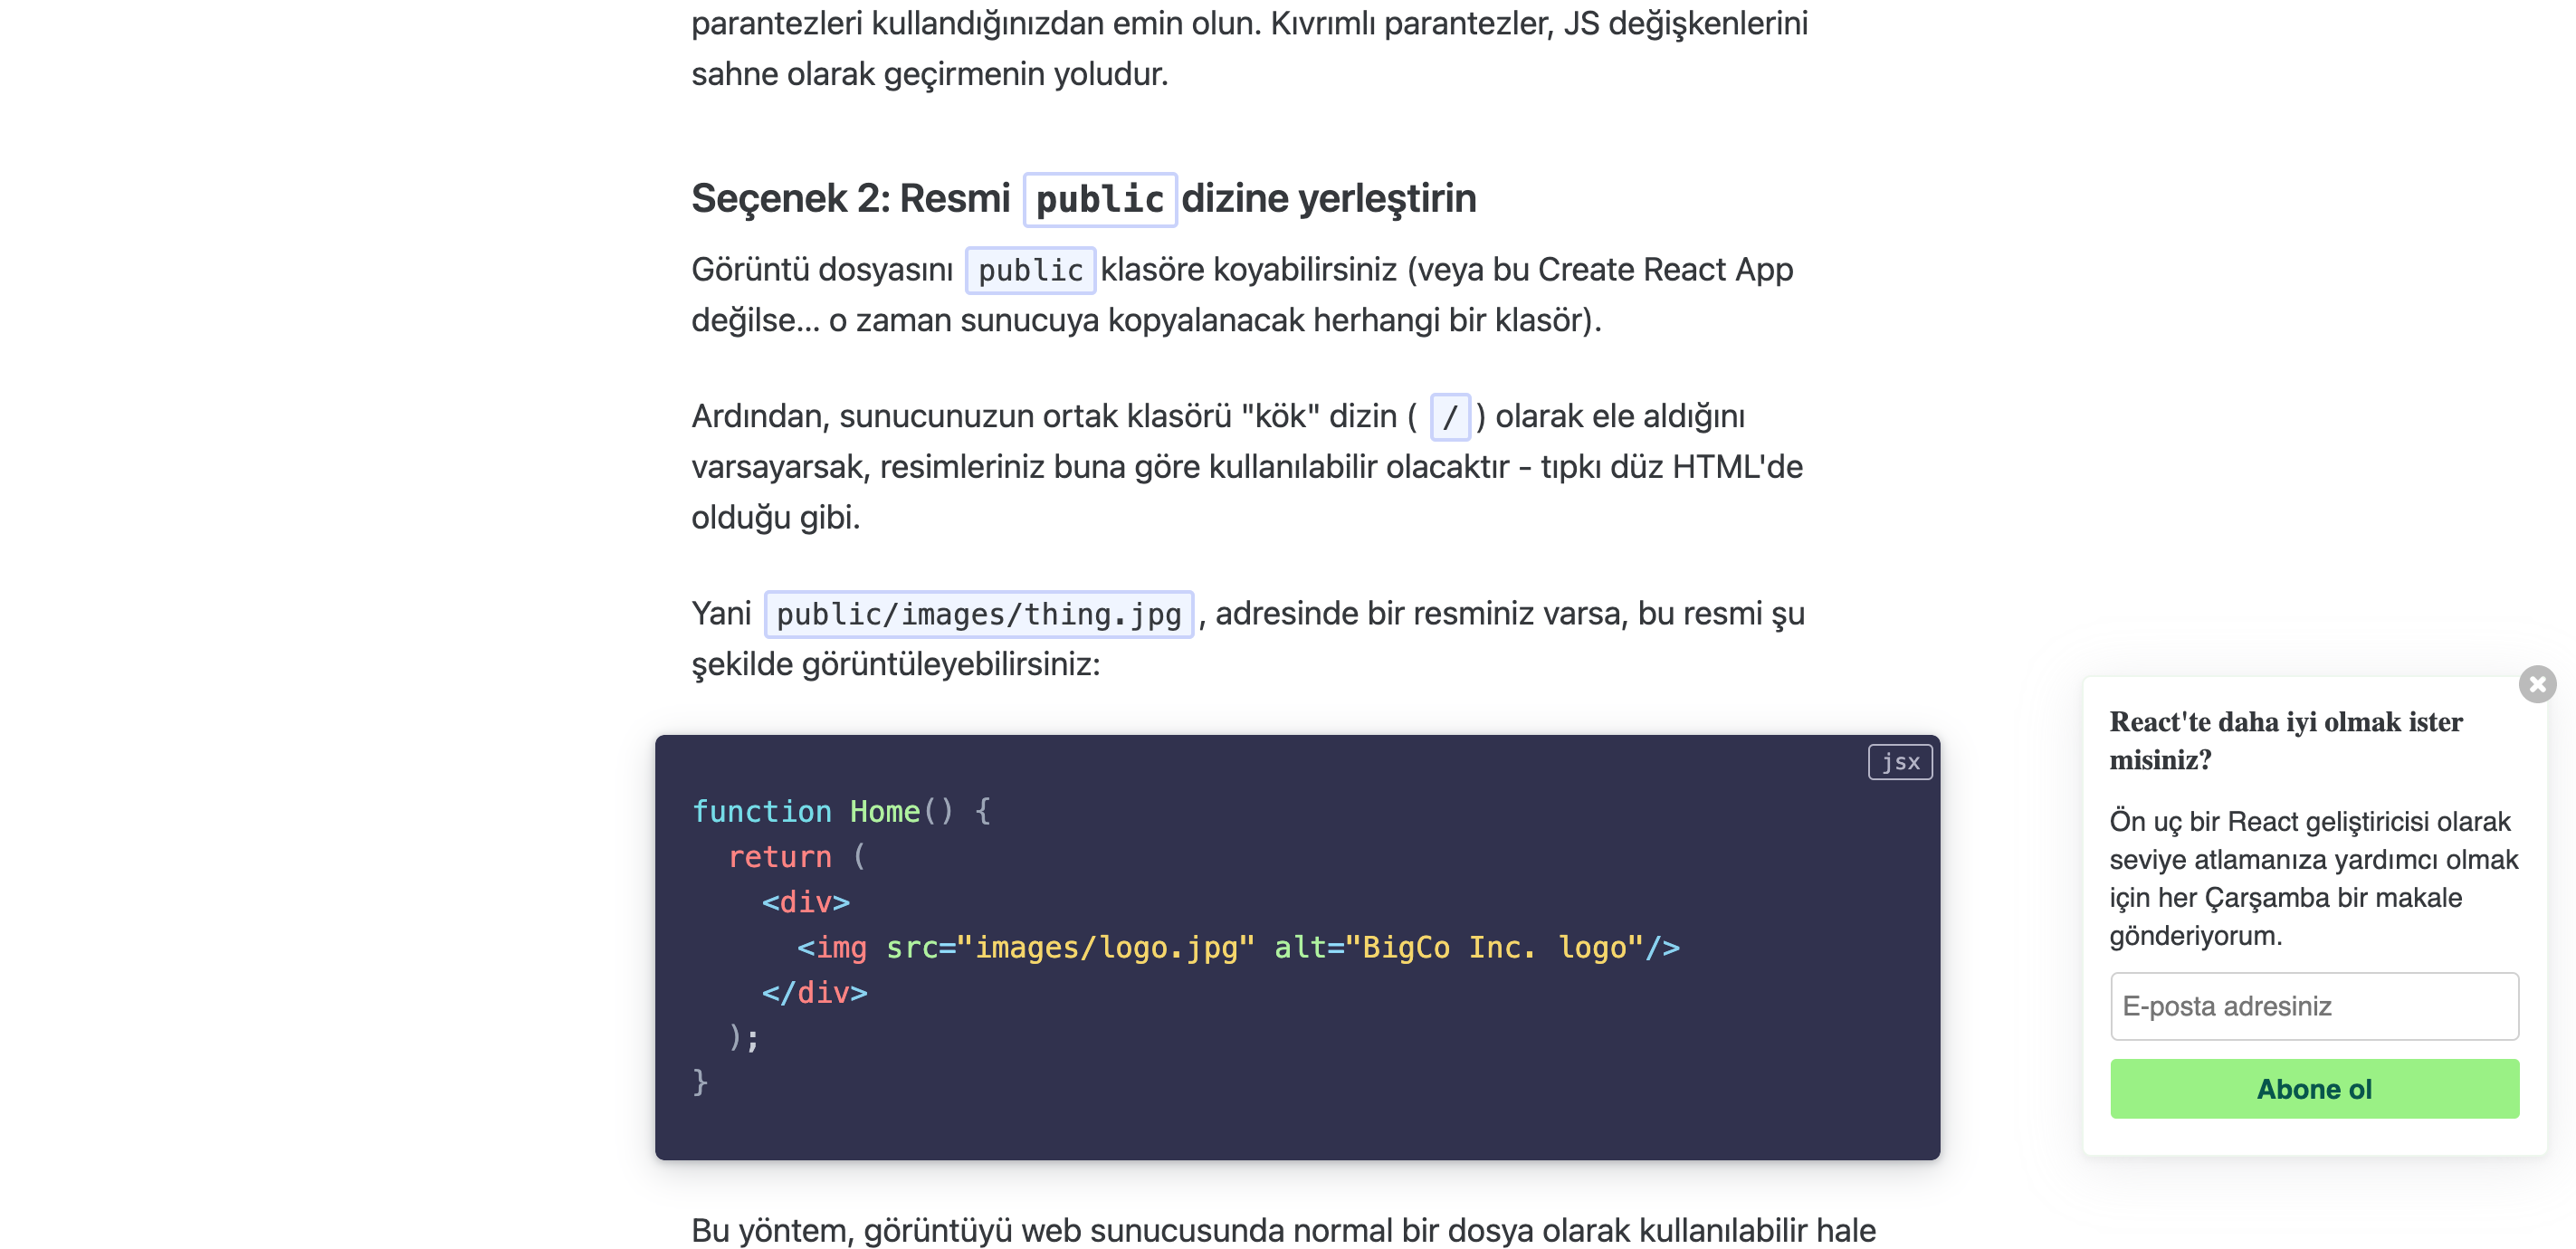 parantezleri kullandığınızdan emin olun. Kıvrımlı parantezler, JS değişkenlerini
sahne olarak geçirmenin yoludur.
Seçenek 2: Resmi public dizine yerleştirin
Görüntü dosyasını public klasöre koyabilirsiniz (veya bu Create React App
değilse... o zaman sunucuya kopyalanacak herhangi bir klasör).
Ardından, sunucunuzun ortak klasörü "kök" dizin ( / ) olarak ele aldığını
varsayarsak, resimleriniz buna göre kullanılabilir olacaktır - tıpkı düz HTML'de
olduğu gibi.
Yani public/images/thing.jpg , adresinde bir resminiz varsa, bu resmi şu
şekilde görüntüleyebilirsiniz:
jsx
function Home() {
  return (
    <div>
      <img src="images/logo.jpg" alt="BigCo Inc. logo"/>
    </div>
  );
}
Bu yöntem, görüntüyü web sunucusunda normal bir dosya olarak kullanılabilir hale
React'te daha iyi olmak ister
misiniz?
Ön uç bir React geliştiricisi olarak
seviye atlamanıza yardımcı olmak
için her Çarşamba bir makale
gönderiyorum.
E-posta adresiniz
Abone ol